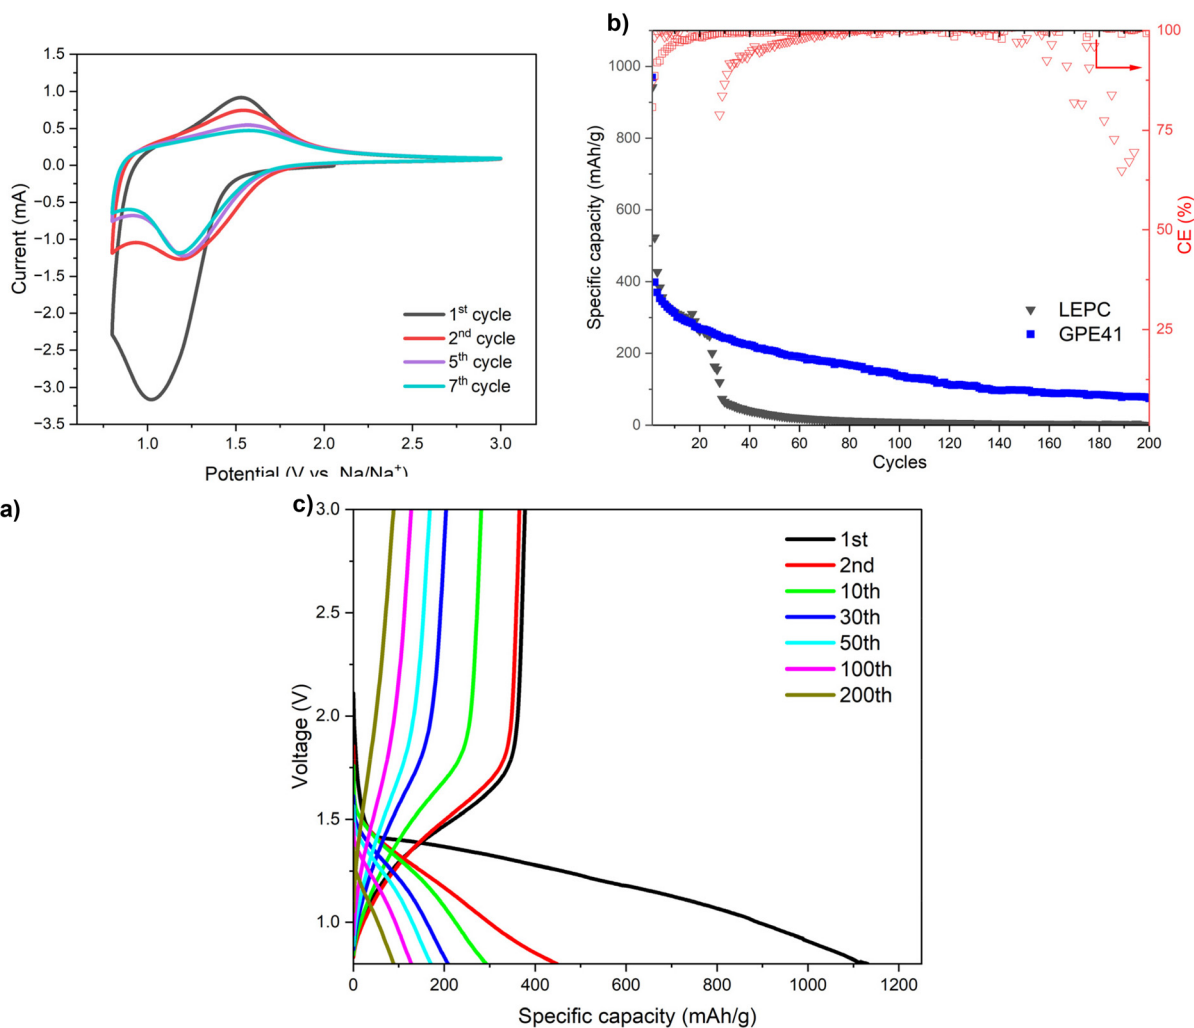 b)
1.5
1.0
0.5
0.0
−0.5
−1.0
−1.5
−2.0
−2.5
−3.0
−3.5
Current (mA)
1st cycle
2nd cycle
5th cycle
7th cycle
1.0 1.5 2.0 2.5 3.0
Potential (V vs. Na/Na+)
1000
800
600
400
200
0
Specific capacity (mAh/g)
100
75
50
25
CE (%)
LEPC
GPE41
20 40 60 80 100 120 140 160 180 200
Cycles
a)
c)
3.0
2.5
2.0
1.5
1.0
Voltage (V)
1st
2nd
10th
30th
50th
100th
200th
0 200 400 600 800 1000 1200
Specific capacity (mAh/g)